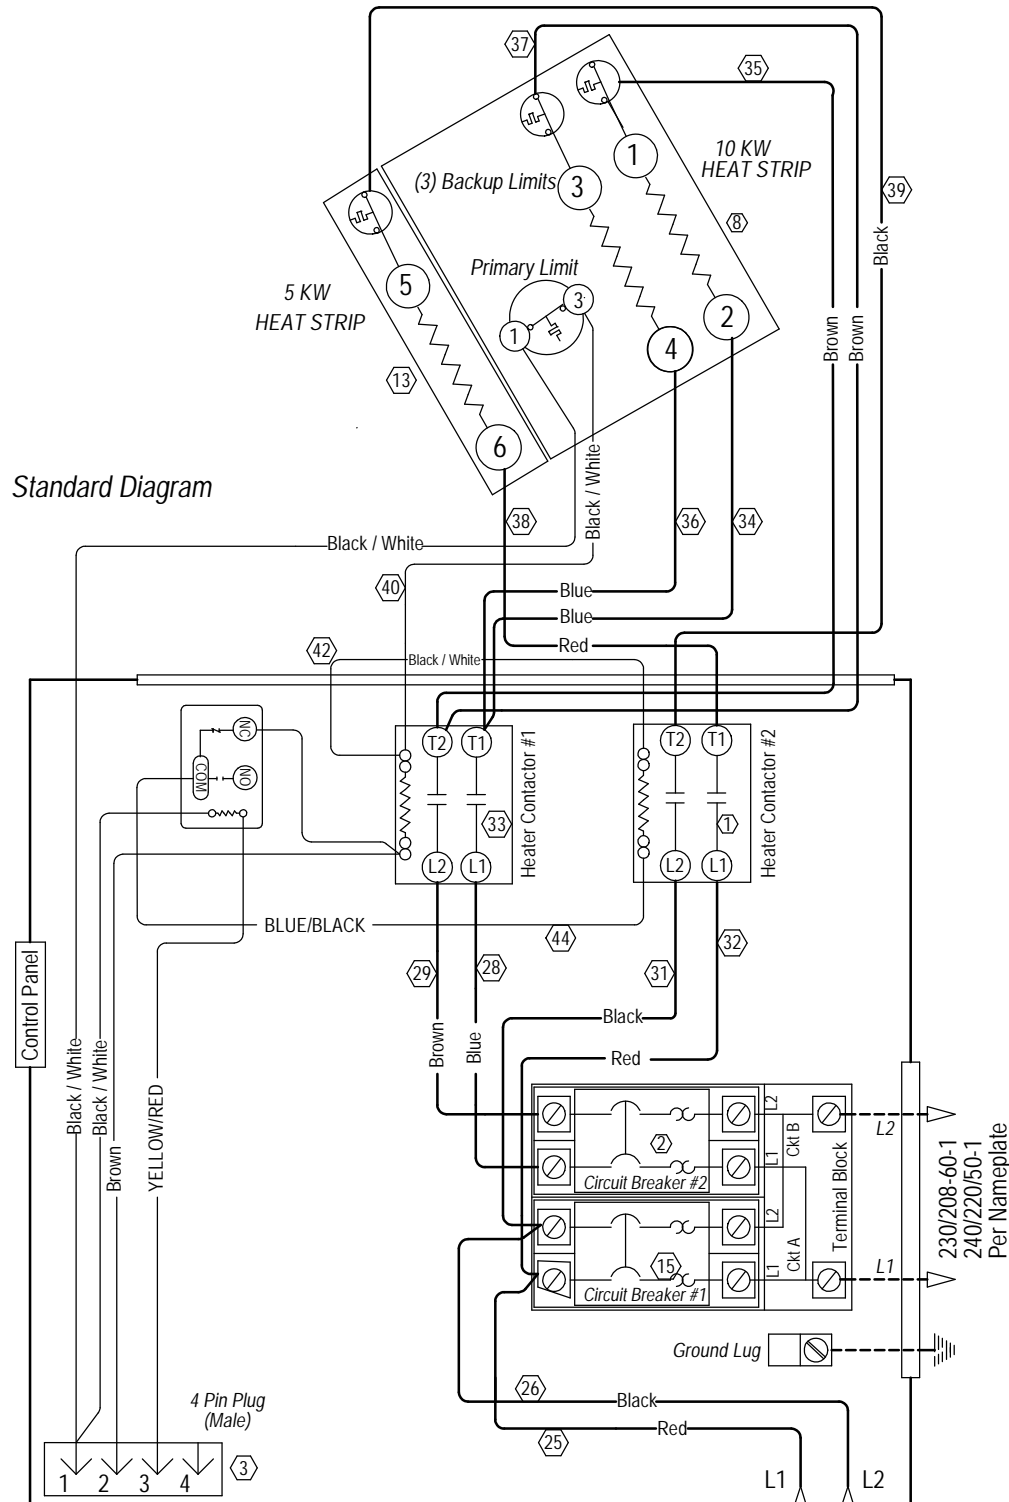 37
35
10 KW
HEAT STRIP
1
(3) Backup Limits
3
39
8
Black
Primary Limit
5
3
5 KW
HEAT STRIP
1
2
4
Brown
Brown
13
6
Black / White
Standard Diagram
38
36
34
Black / White
40
Blue
Blue
Red
42
Black / White
NC
COM
NO
T2
T1
33
L2
L1
Heater Contactor #1
T2
T1
1
L2
L1
Heater Contactor #2
BLUE/BLACK
44
29
28
31
32
Control Panel
Black
Brown
Blue
Red
Black / White
Black / White
Brown
YELLOW/RED
2
Circuit Breaker #2
L2
L1
Ckt B
L2
15
Circuit Breaker #1
L2
L1
Ckt A
Terminal Block
L1
230/208-60-1
240/220/50-1
Per Nameplate
Ground Lug
26
Black
25
Red
4 Pin Plug
(Male)
1
2
3
4
3
L1
L2